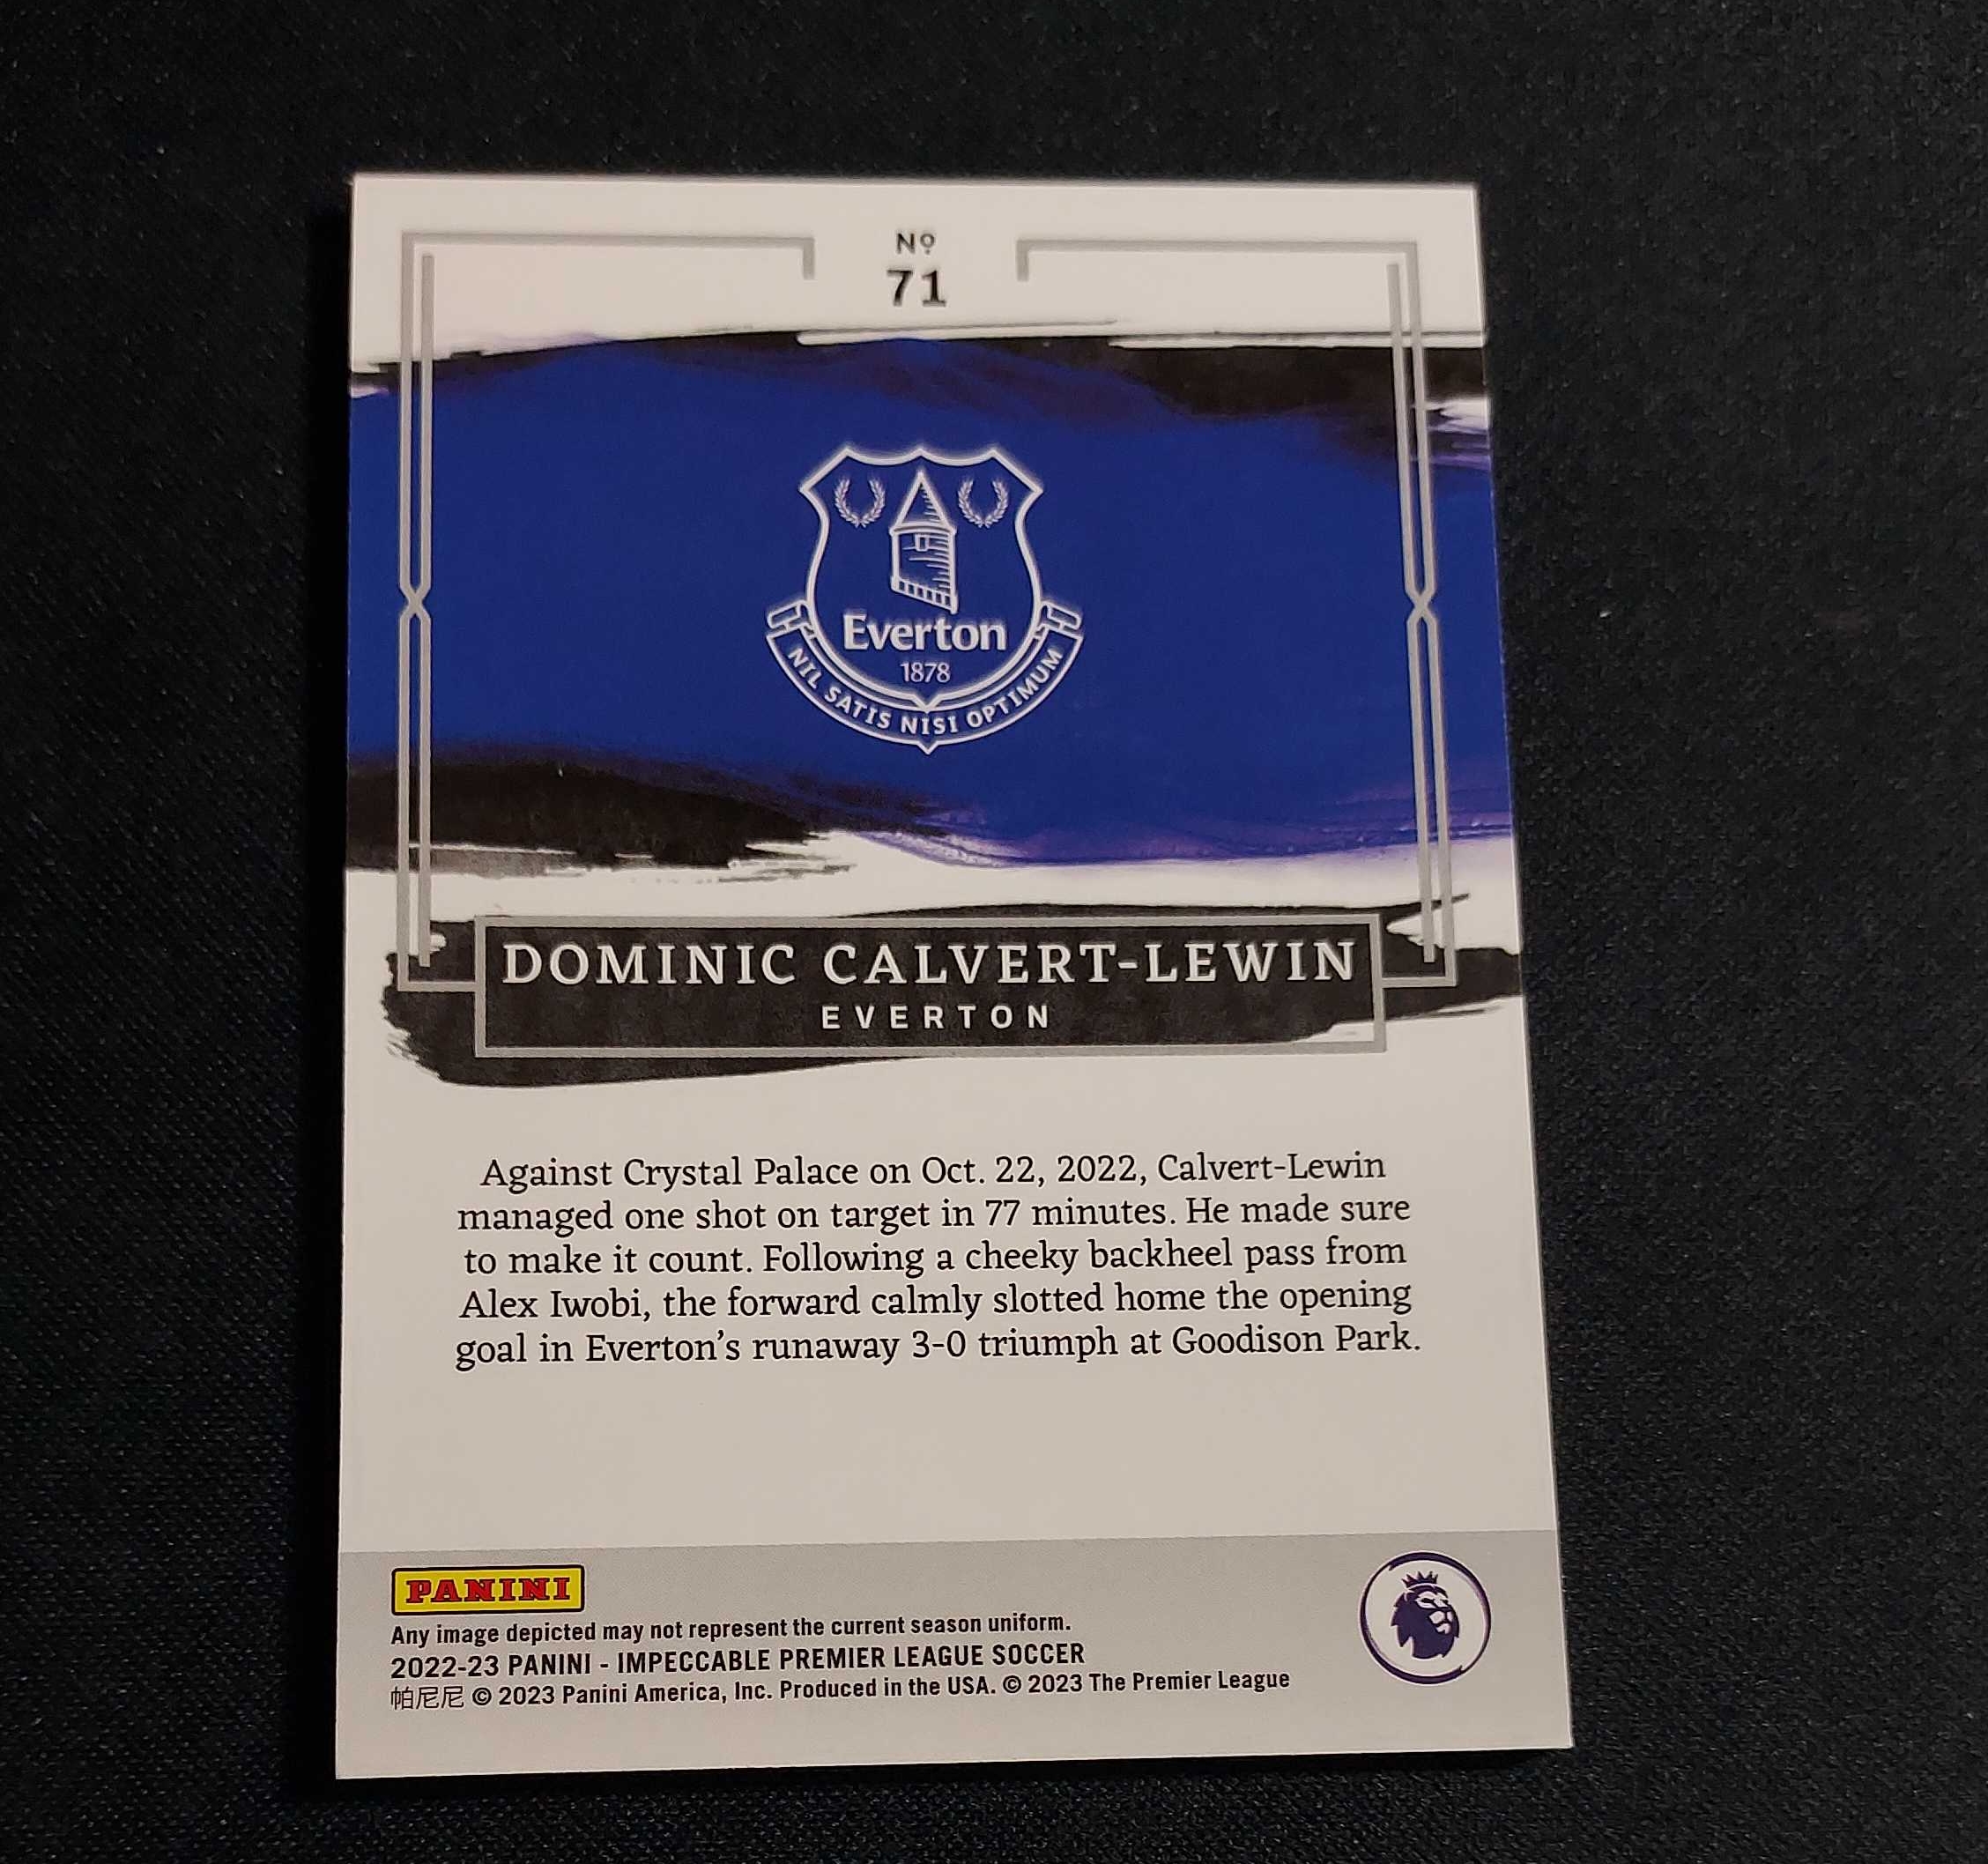 Nº
71
Everton
1878
NIL SATIS NISI OPTIMUM
DOMINIC CALVERT-LEWIN
EVERTON
Against Crystal Palace on Oct. 22, 2022, Calvert-Lewin
managed one shot on target in 77 minutes. He made sure
to make it count. Following a cheeky backheel pass from
Alex Iwobi, the forward calmly slotted home the opening
goal in Everton’s runaway 3-0 triumph at Goodison Park.
PANINI
Any image depicted may not represent the current season uniform.
2022-23 PANINI - IMPECCABLE PREMIER LEAGUE SOCCER
帕尼尼 © 2023 Panini America, Inc. Produced in the USA. © 2023 The Premier League